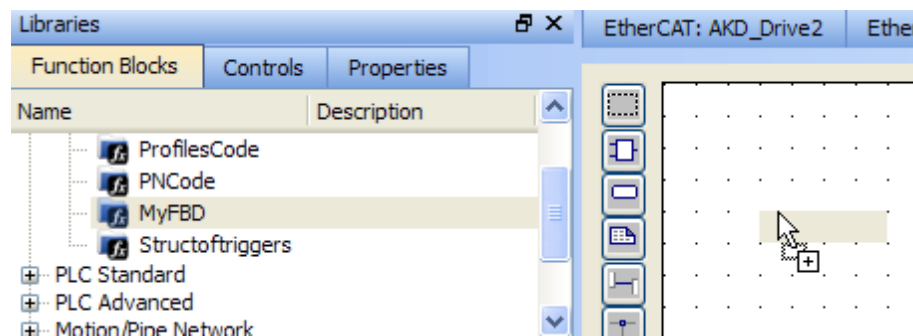 Libraries
Function Blocks
Controls
Properties
Name
Description
ProfilesCode
PNCode
MyFBD
Structoftriggers
PLC Standard
PLC Advanced
Motion/Pipe Network
EtherCAT: AKD_Drive2
Ether